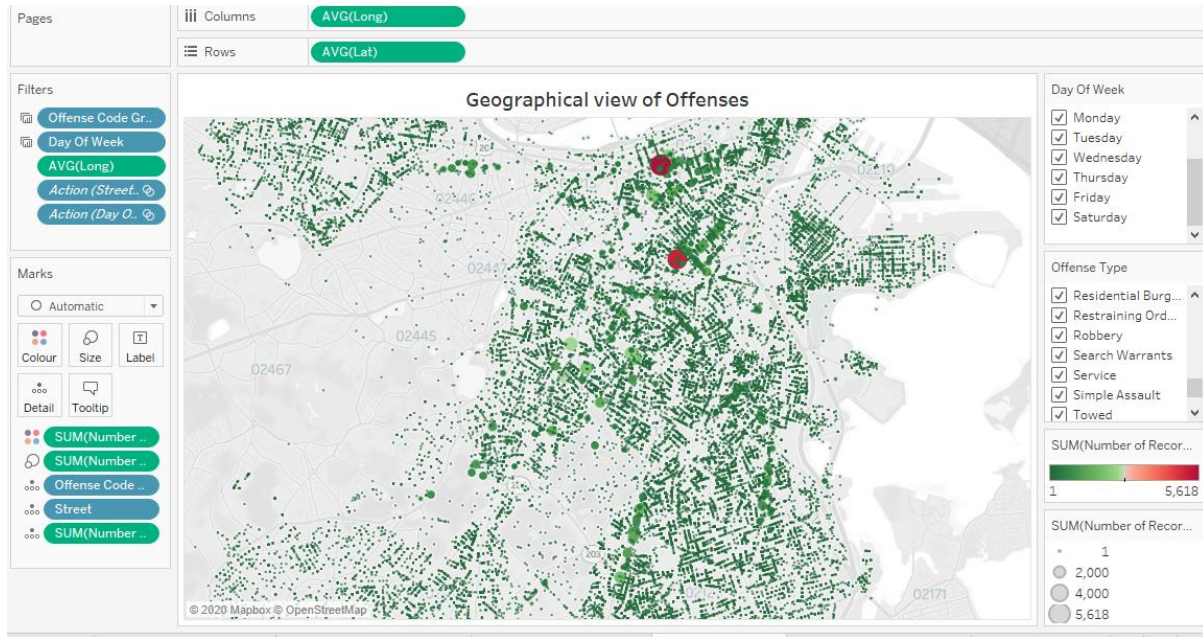 Pages
Columns
AVG(Long)
Rows
AVG(Lat)
Filters
Offense Code Gr..
Day Of Week
AVG(Long)
Action (Street..
Action (Day O..
Marks
Automatic
Colour
Size
Label
Detail
Tooltip
SUM(Number ..
SUM(Number ..
Offense Code ..
Street
SUM(Number ..
Geographical view of Offenses
02210
02446
02447
02445
02467
203
02171
© 2020 Mapbox © OpenStreetMap
Day Of Week
Monday
Tuesday
Wednesday
Thursday
Friday
Saturday
Offense Type
Residential Burg...
Restraining Ord...
Robbery
Search Warrants
Service
Simple Assault
Towed
SUM(Number of Recor...
1 5,618
SUM(Number of Recor...
1
2,000
4,000
5,618